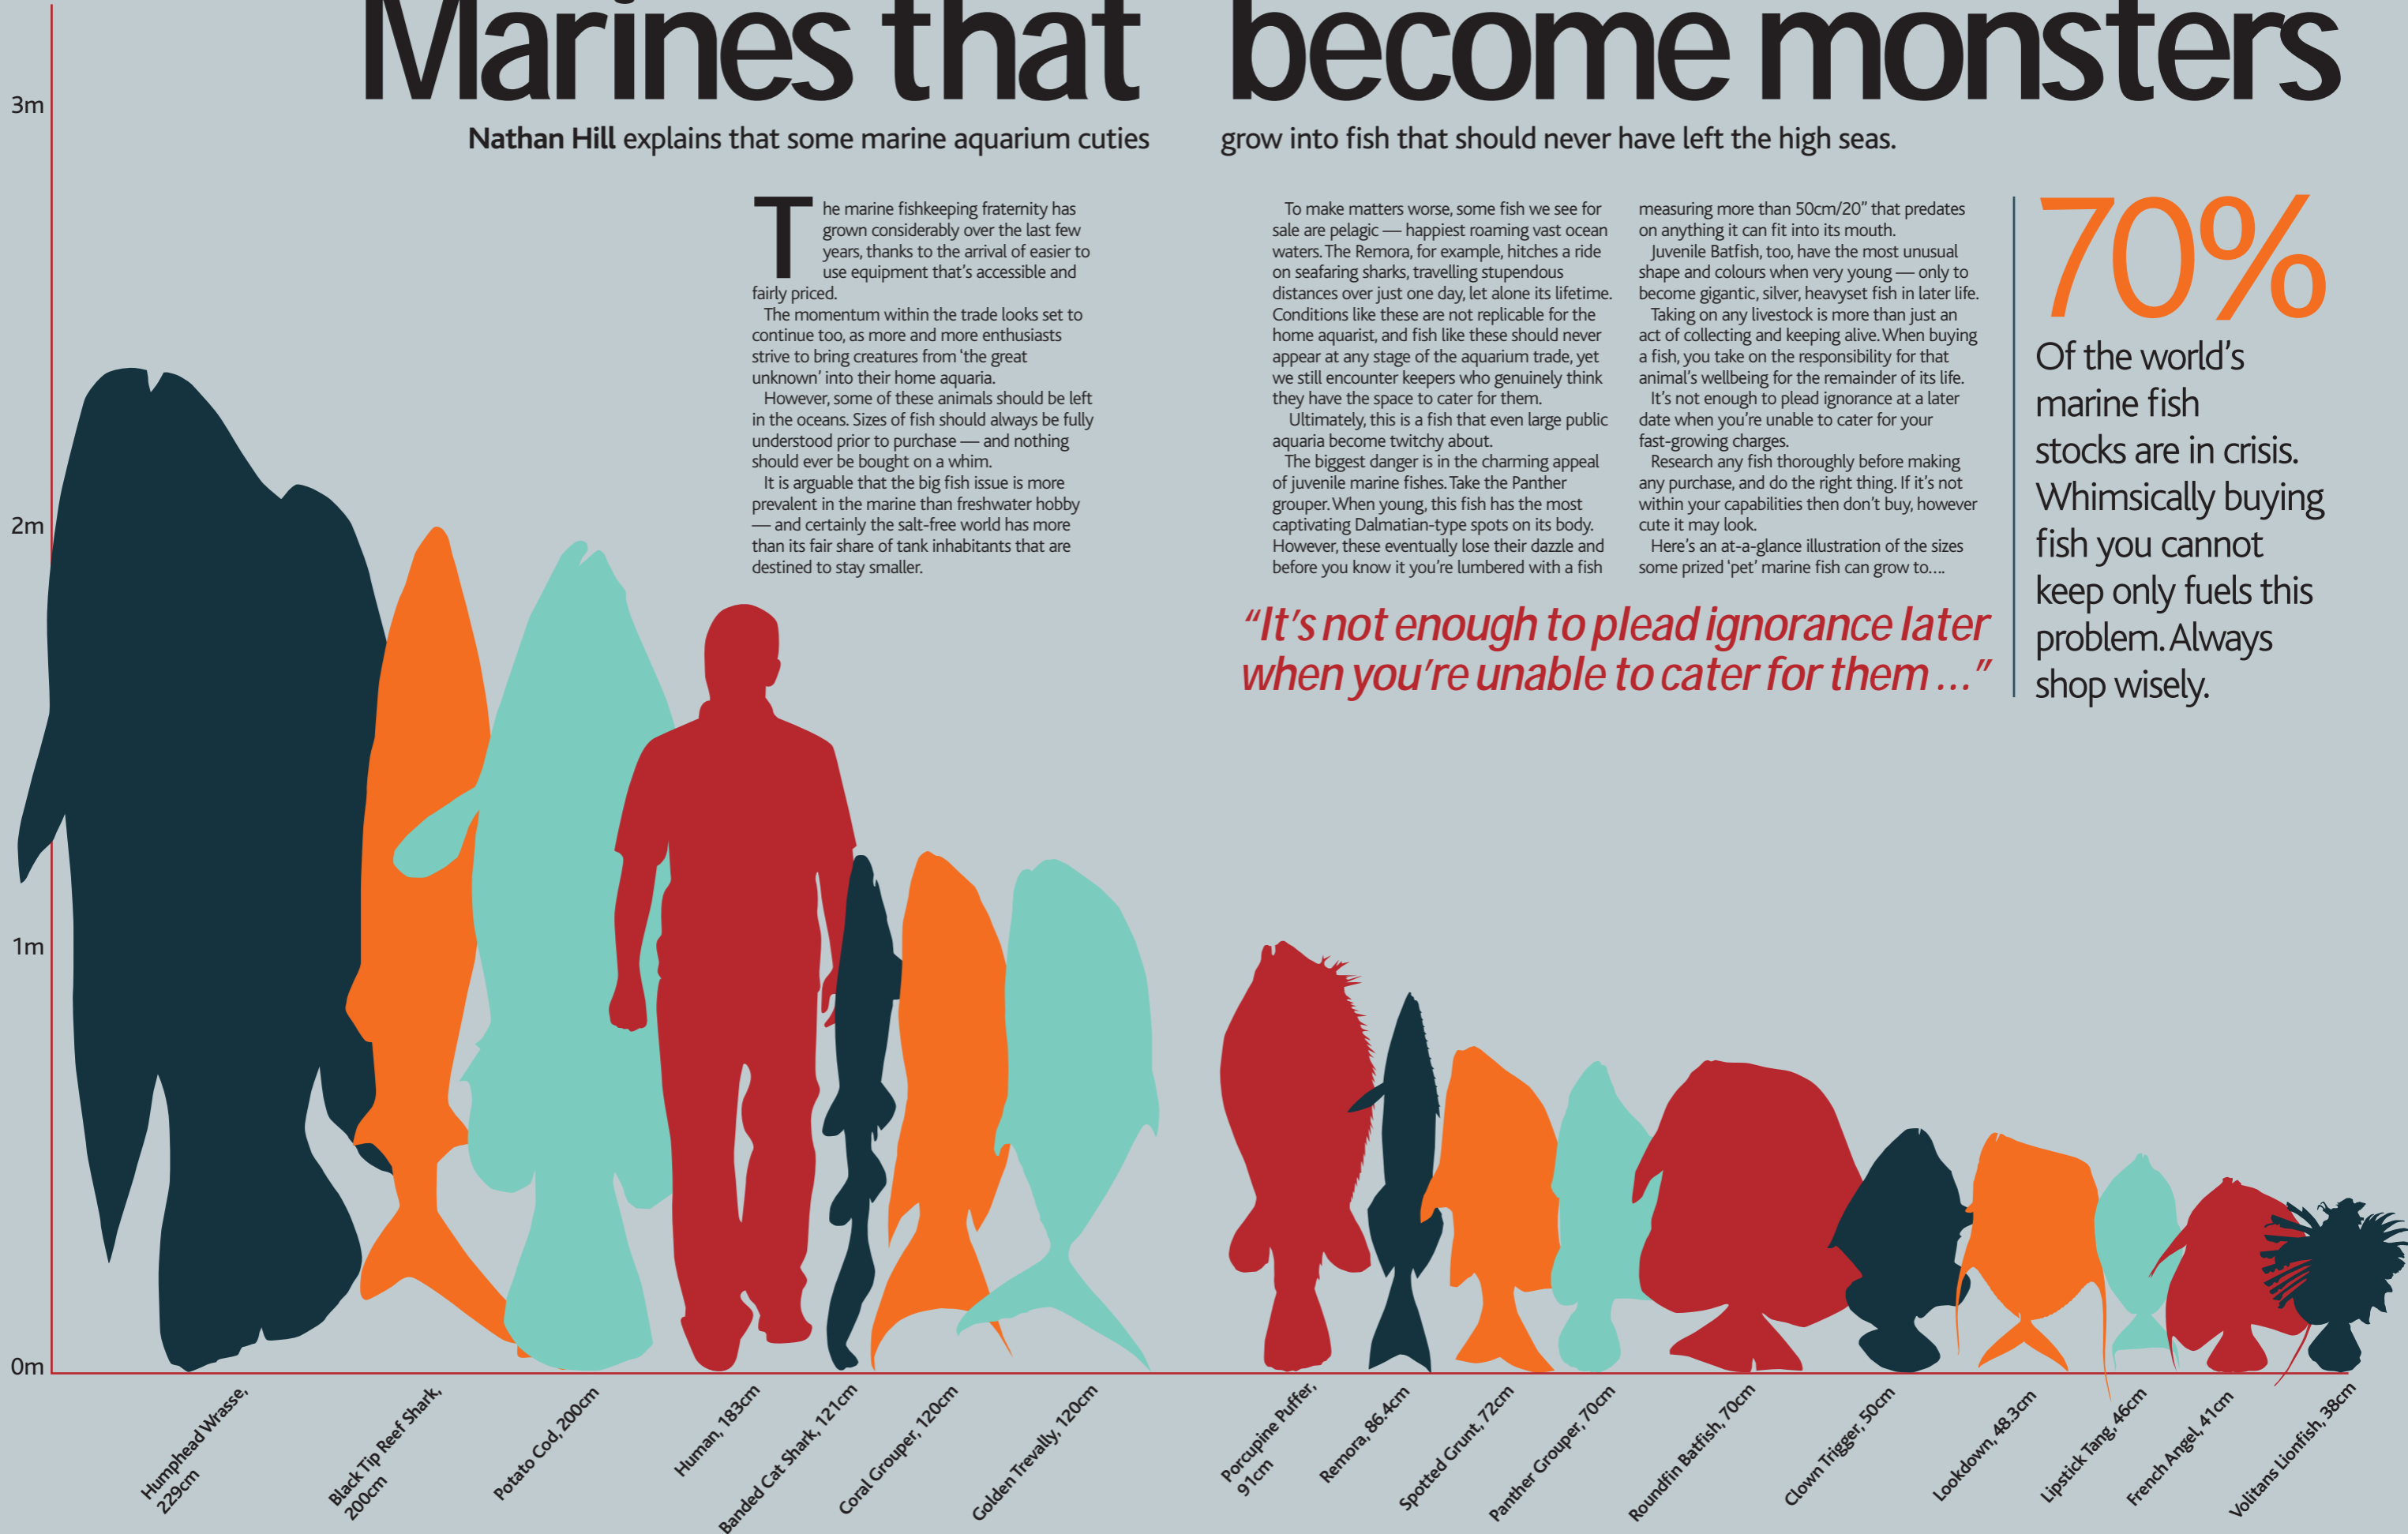 Marines that become monsters
Nathan Hill explains that some marine aquarium cuties grow into fish that should never have left the high seas.
The marine fishkeeping fraternity has
grown considerably over the last few
years, thanks to the arrival of easier to
use equipment that's accessible and
fairly priced.
The momentum within the trade looks set to
continue too, as more and more enthusiasts
strive to bring creatures from 'the great
unknown' into their home aquaria.
However, some of these animals should be left
in the oceans. Sizes of fish should always be fully
understood prior to purchase — and nothing
should ever be bought on a whim.
It is arguable that the big fish issue is more
prevalent in the marine than freshwater hobby
— and certainly the salt-free world has more
than its fair share of tank inhabitants that are
destined to stay smaller.
To make matters worse, some fish we see for
sale are pelagic — happiest roaming vast ocean
waters. The Remora, for example, hitches a ride
on seafaring sharks, travelling stupendous
distances over just one day, let alone its lifetime.
Conditions like these are not replicable for the
home aquarist, and fish like these should never
appear at any stage of the aquarium trade, yet
we still encounter keepers who genuinely think
they have the space to cater for them.
Ultimately, this is a fish that even large public
aquaria become twitchy about.
The biggest danger is in the charming appeal
of juvenile marine fishes. Take the Panther
grouper. When young, this fish has the most
captivating Dalmatian-type spots on its body.
However, these eventually lose their dazzle and
before you know it you're lumbered with a fish
measuring more than 50cm/20" that predates
on anything it can fit into its mouth.
Juvenile Batfish, too, have the most unusual
shape and colours when very young — only to
become gigantic, silver, heavyset fish in later life.
Taking on any livestock is more than just an
act of collecting and keeping alive. When buying
a fish, you take on the responsibility for that
animal's wellbeing for the remainder of its life.
It's not enough to plead ignorance at a later
date when you're unable to cater for your
fast-growing charges.
Research any fish thoroughly before making
any purchase, and do the right thing. If it's not
within your capabilities then don't buy, however
cute it may look.
Here's an at-a-glance illustration of the sizes
some prized 'pet' marine fish can grow to....
"It's not enough to plead ignorance later
when you're unable to cater for them ..."
70%
Of the world's
marine fish
stocks are in crisis.
Whimsically buying
fish you cannot
keep only fuels this
problem. Always
shop wisely.
3m
2m
1m
0m
Humphead Wrasse,
229cm
Black Tip Reef Shark,
200cm
Potato Cod, 200cm
Human, 183cm
Banded Cat Shark, 121cm
Coral Grouper, 120cm
Golden Trevally, 120cm
Porcupine Puffer,
91cm
Remora, 86.4cm
Spotted Grunt, 72cm
Panther Grouper, 70cm
Roundfin Batfish, 70cm
Clown Trigger, 50cm
Lookdown, 48.3cm
Lipstick Tang, 46cm
French Angel, 41cm
Volitans Lionfish, 38cm